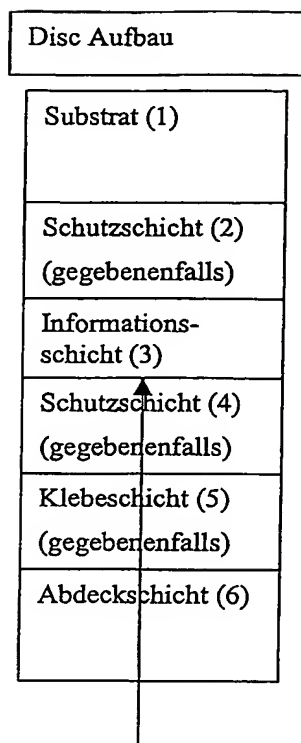 Disc Aufbau
Substrat (1)
Schutzschicht (2)
(gegebenenfalls)
Informations-
schicht (3)
Schutzschicht (4)
(gegebenenfalls)
Klebeschicht (5)
(gegebenenfalls)
Abdeckschicht (6)